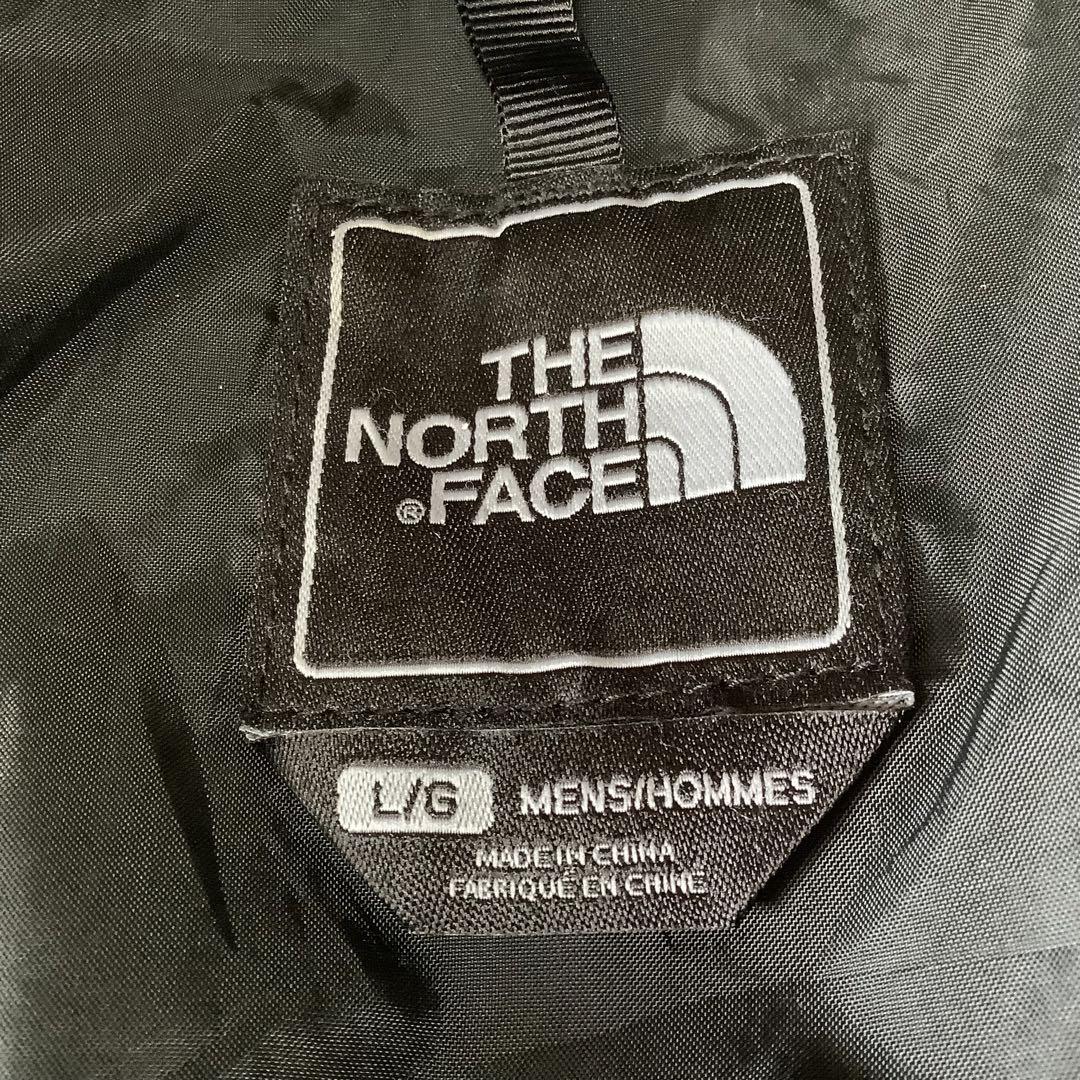 THE
NORTH
®FACE
L/G MENS/HOMMES
MADE IN CHINA
FABRIQUÉ EN CHINE